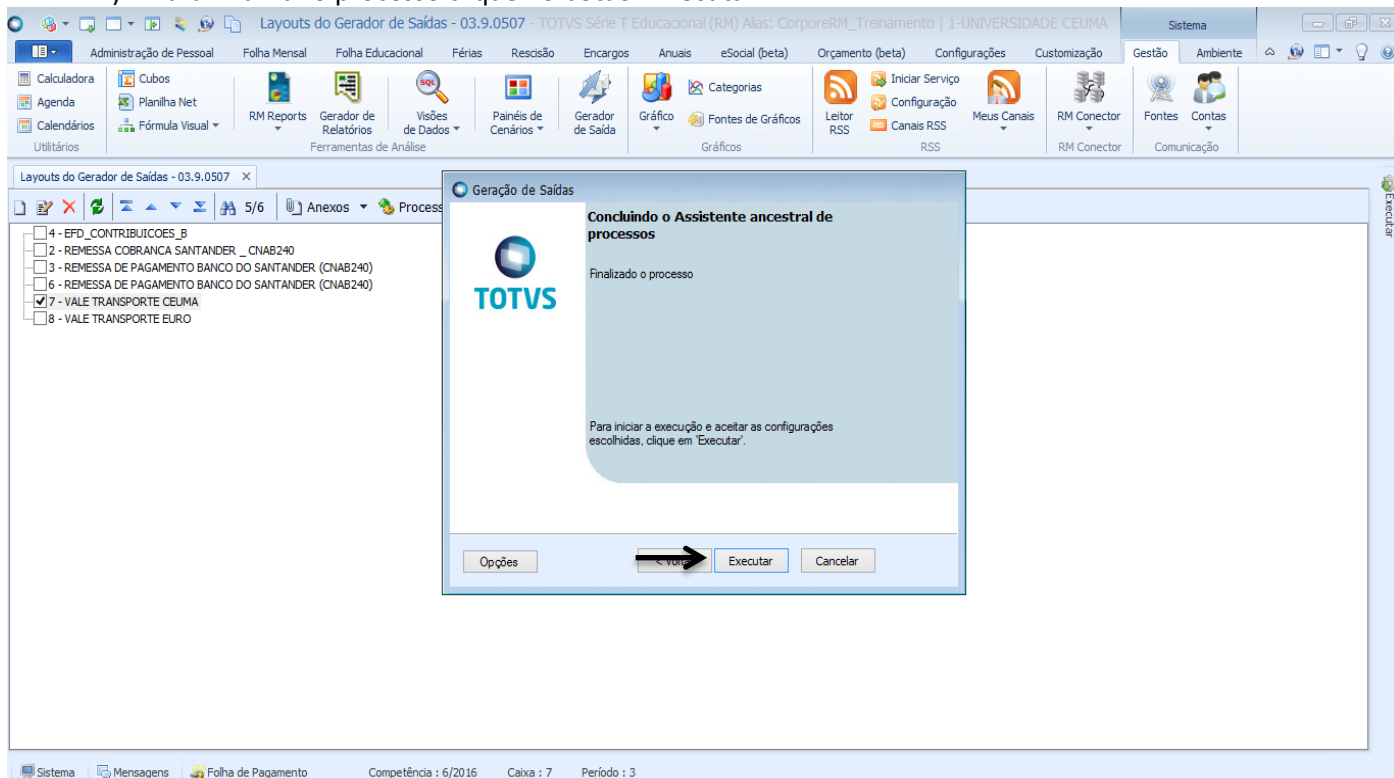 Layouts do Gerador de Saídas - 03.9.0507 - TOTVS Série T Educacional (RM) Alias: CorporeRM_Treinamento | 1-UNIVERSIDADE CEUMA
Sistema
Administração de Pessoal Folha Mensal Folha Educacional Férias Rescisão Encargos Anuais eSocial (beta) Orçamento (beta) Configurações Customização Gestão Ambiente
Calculadora
Agenda
Calendários
Utilitários
Cubos
Planilha Net
Fórmula Visual
RM Reports
Gerador de
Relatórios
Visões
de Dados
Painéis de
Cenários
Gerador
de Saída
Ferramentas de Análise
Gráfico
Categorias
Fontes de Gráficos
Gráficos
Leitor
RSS
Iniciar Serviço
Configuração
Canais RSS
Meus Canais
RSS
RM Conector
RM Conector
Fontes
Contas
Comunicação
Layouts do Gerador de Saídas - 03.9.0507
5/6 Anexos Process
Executar
4 - EFD_CONTRIBUICOES_B
2 - REMESSA COBRANCA SANTANDER _ CNAB240
3 - REMESSA DE PAGAMENTO BANCO DO SANTANDER (CNAB240)
6 - REMESSA DE PAGAMENTO BANCO DO SANTANDER (CNAB240)
7 - VALE TRANSPORTE CEUMA
8 - VALE TRANSPORTE EURO
Geração de Saídas
TOTVS
Concluindo o Assistente ancestral de
processos
Finalizado o processo
Para iniciar a execução e aceitar as configurações
escolhidas, clique em 'Executar'.
Opções Executar Cancelar
Sistema Mensagens Folha de Pagamento Competência : 6/2016 Caixa : 7 Período : 3